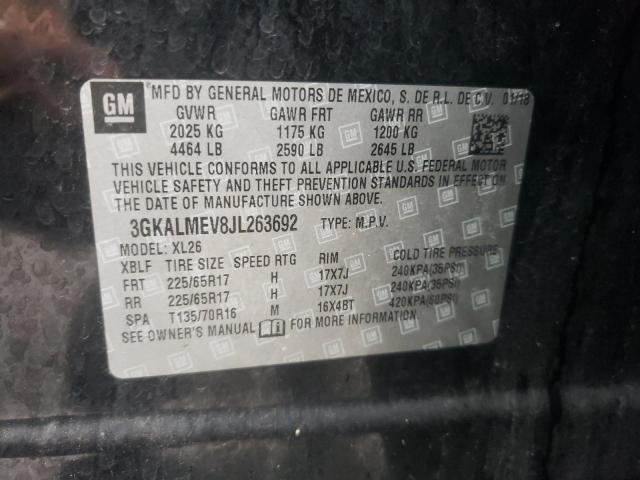 GM MFD BY GENERAL MOTORS DE MEXICO, S. DE R.L. DE C.V. 01/18
GVWR GAWR FRT GAWR RR
2025 KG 1175 KG 1200 KG
4464 LB 2590 LB 2645 LB
THIS VEHICLE CONFORMS TO ALL APPLICABLE U.S. FEDERAL MOTOR
VEHICLE SAFETY AND THEFT PREVENTION STANDARDS IN EFFECT ON
THE DATE OF MANUFACTURE SHOWN ABOVE.
3GKALMEV8JL263692 TYPE: M.P.V.
MODEL: XL26
XBLF TIRE SIZE SPEED RTG RIM COLD TIRE PRESSURE
FRT 225/65R17 H 17X7J 240KPA(35PSI)
RR 225/65R17 H 17X7J 240KPA(35PSI)
SPA T135/70R16 M 16X4BT 420KPA(60PSI)
SEE OWNER'S MANUAL FOR MORE INFORMATION.